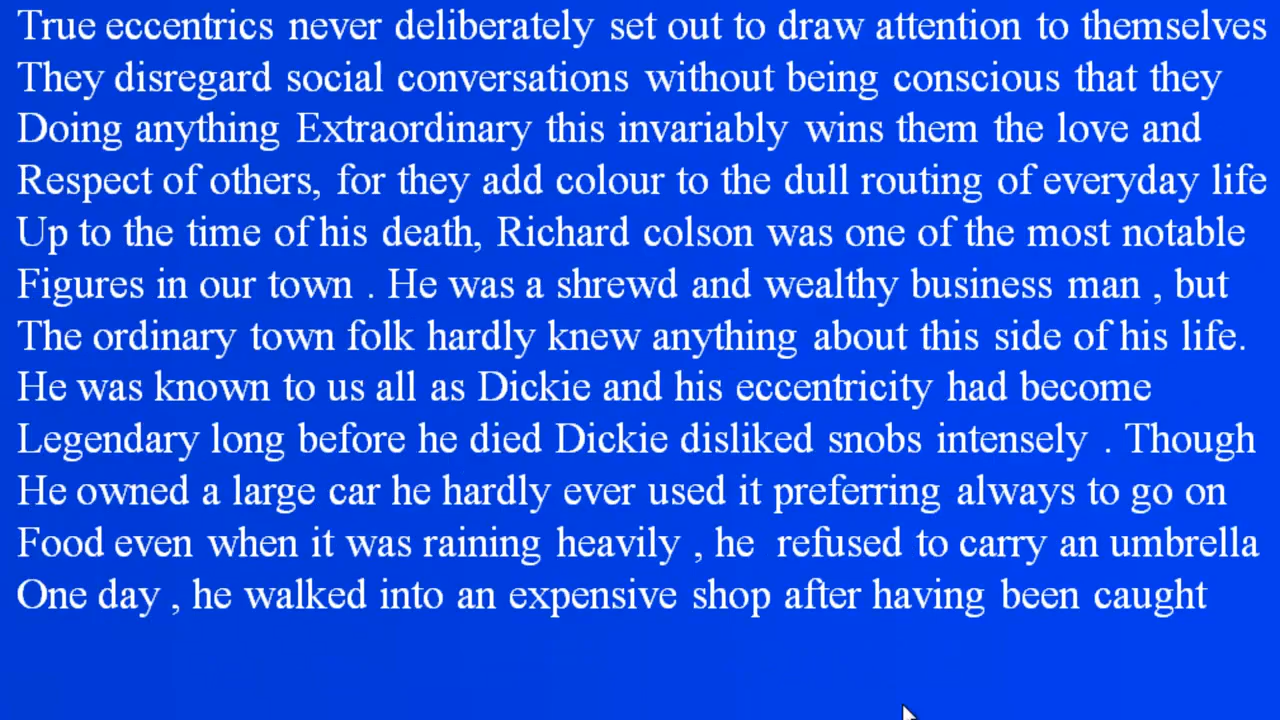 True eccentrics never deliberately set out to draw attention to themselves
They disregard social conversations without being conscious that they
Doing anything Extraordinary this invariably wins them the love and
Respect of others, for they add colour to the dull routing of everyday life
Up to the time of his death, Richard colson was one of the most notable
Figures in our town . He was a shrewd and wealthy business man , but
The ordinary town folk hardly knew anything about this side of his life.
He was known to us all as Dickie and his eccentricity had become
Legendary long before he died Dickie disliked snobs intensely . Though
He owned a large car he hardly ever used it preferring always to go on
Food even when it was raining heavily , he  refused to carry an umbrella
One day , he walked into an expensive shop after having been caught